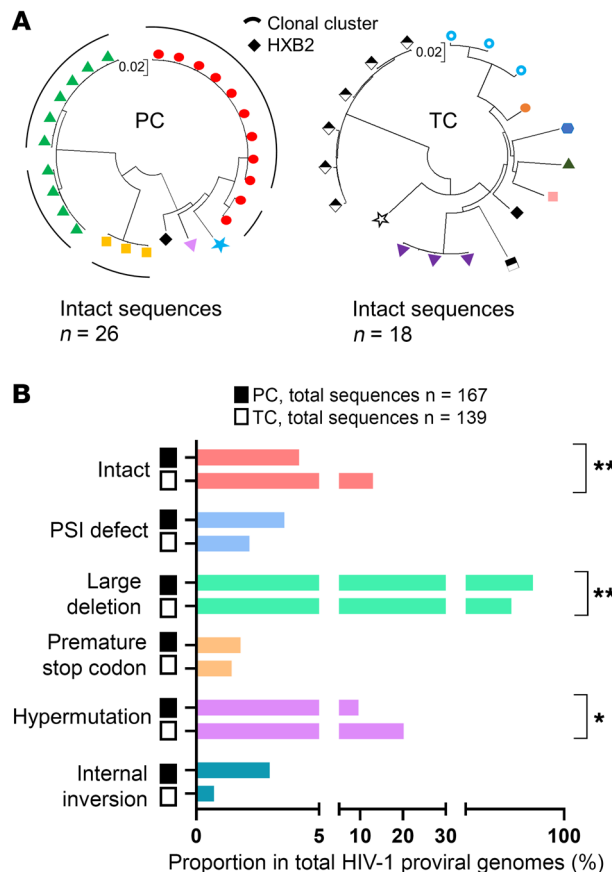 A
Clonal cluster
HXB2
0.02
PC
0.02
TC
Intact sequences
n = 26
Intact sequences
n = 18
B
PC, total sequences n = 167
TC, total sequences n = 139
Intact
**
PSI defect
Large
deletion
**
Premature
stop codon
Hypermutation
*
Internal
inversion
0 5 10 20 30 100
Proportion in total HIV-1 proviral genomes (%)